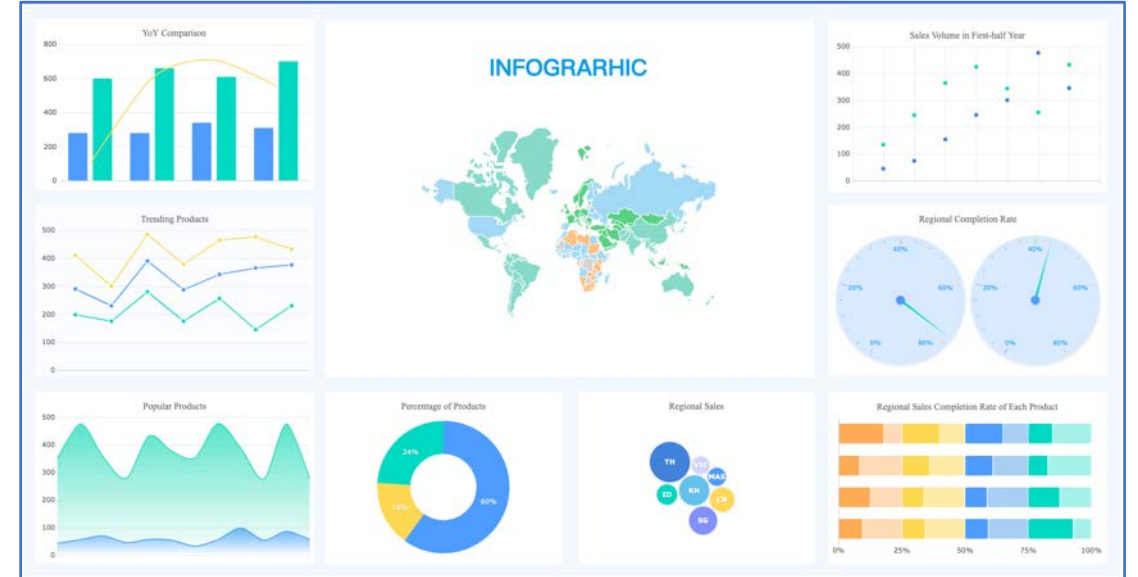 YoY Comparison
800
600
400
200
0
INFOGRARHIC
Sales Volume in First-half Year
500
400
300
200
100
0
Trending Products
500
400
300
200
100
0
Regional Completion Rate
0%
20%
40%
60%
80%
0%
20%
40%
60%
80%
Popular Products
500
400
300
200
100
0
Percentage of Products
24%
16%
60%
Regional Sales
TH
MAS
ID
KH
CN
SG
Regional Sales Completion Rate of Each Product
0%
25%
50%
75%
100%